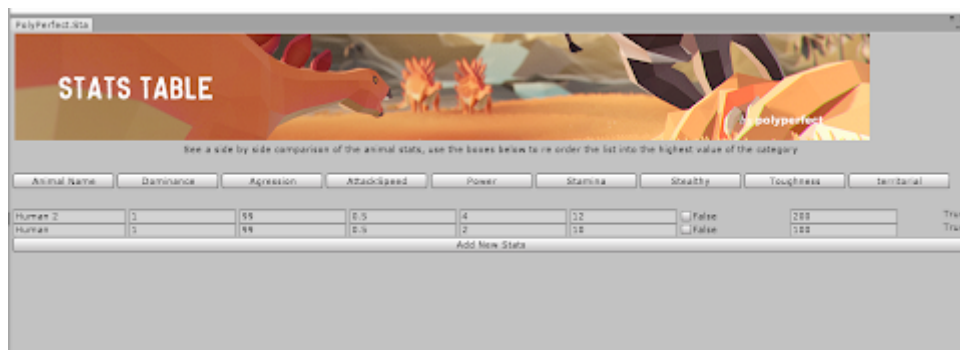 PolyPerfect.Sta
STATS TABLE
polyperfect
See a side by side comparison of the animal stats, use the boxes below to re order the list into the highest value of the category
Animal Name Dominance Agression AttackSpeed Power Stamina Stealthy Toughness territorial
Human 2 1 99 0.5 4 12 False 200 Tru
Human 1 99 0.5 2 10 False 100 Tru
Add New Stats